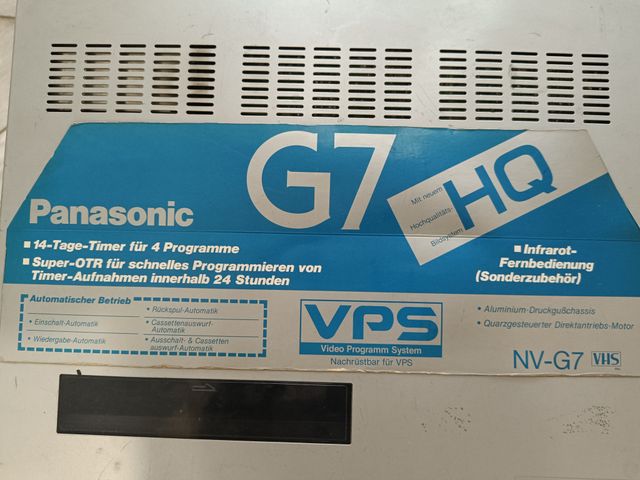 G7
Mit neuem
Hochqualitäts-
Bildsystem
HQ
Panasonic
14-Tage-Timer für 4 Programme
Super-OTR für schnelles Programmieren von
Timer-Aufnahmen innerhalb 24 Stunden
Infrarot-
Fernbedienung
(Sonderzubehör)
Automatischer Betrieb
• Einschalt-Automatik
• Wiedergabe-Automatik
• Rückspul-Automatik
• Cassettenauswurf-
Automatik
• Ausschalt- & Cassetten
auswurf-Automatik
VPS
Video Programm System
Nachrüstbar für VPS
• Aluminium-Druckgußchassis
• Quarzgesteuerter Direktantriebs-Motor
NV-G7 VHS